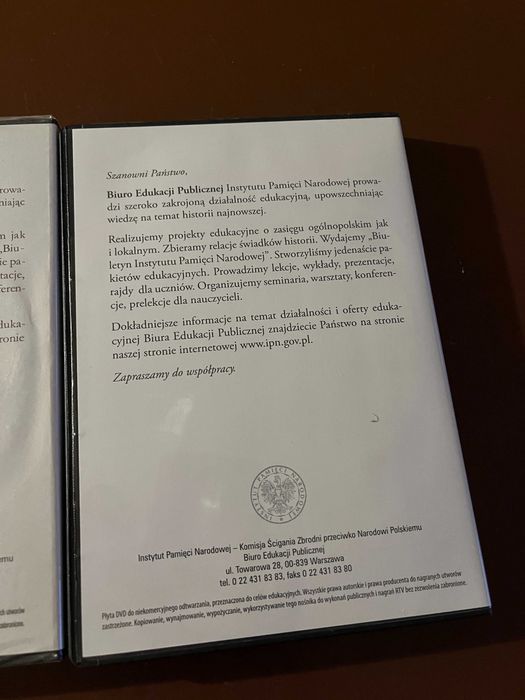 Szanowni Państwo,
Biuro Edukacji Publicznej Instytutu Pamięci Narodowej prowa-
dzi szeroko zakrojoną działalność edukacyjną, upowszechniając
wiedzę na temat historii najnowszej.
Realizujemy projekty edukacyjne o zasięgu ogólnopolskim jak
i lokalnym. Zbieramy relacje świadków historii. Wydajemy „Biu-
letyn Instytutu Pamięci Narodowej". Stworzyliśmy jedenaście pa-
kietów edukacyjnych. Prowadzimy lekcje, wykłady, prezentacje,
rajdy dla uczniów. Organizujemy seminaria, warsztaty, konferen-
cje, prelekcje dla nauczycieli.
Dokładniejsze informacje na temat działalności i oferty eduka-
cyjnej Biura Edukacji Publicznej znajdziecie Państwo na stronie
naszej stronie internetowej www.ipn.gov.pl.
Zapraszamy do współpracy.
INSTYTUT PAMIĘCI NARODOWEJ
Instytut Pamięci Narodowej – Komisja Ścigania Zbrodni przeciwko Narodowi Polskiemu
Biuro Edukacji Publicznej
ul. Towarowa 28, 00-839 Warszawa
tel. 0 22 431 83 83, faks 0 22 431 83 80
Płyta DVD do niekomercyjnego odtwarzania, przeznaczona do celów edukacyjnych. Wszystkie prawa autorskie i prawa producenta do nagranych utworów
zastrzeżone. Kopiowanie, wynajmowanie, wypożyczanie, wykorzystywanie tego nośnika do wykonań publicznych i nagrań RTV bez zezwolenia zabronione.